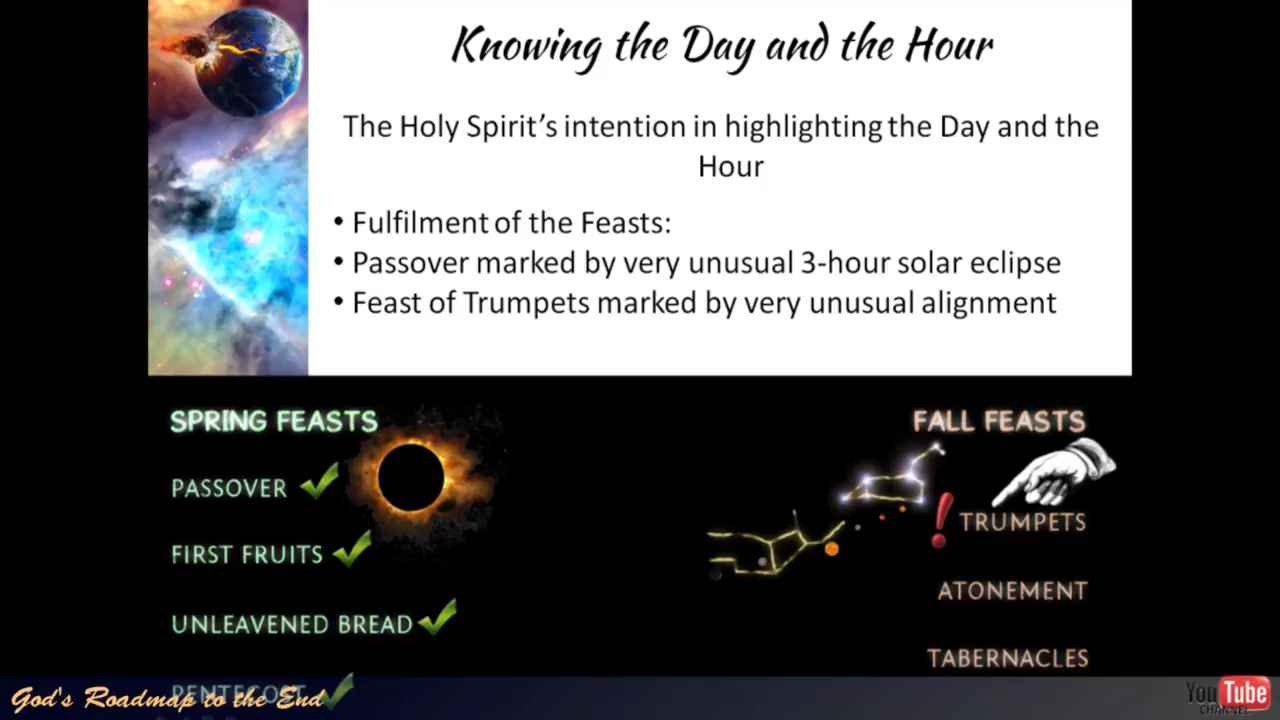 Knowing the Day and the Hour
The Holy Spirit's intention in highlighting the Day and the
Hour
• Fulfilment of the Feasts:
• Passover marked by very unusual 3-hour solar eclipse
• Feast of Trumpets marked by very unusual alignment
SPRING FEASTS
PASSOVER
FIRST FRUITS
UNLEAVENED BREAD
PENTECOST
FALL FEASTS
TRUMPETS
ATONEMENT
TABERNACLES
God's Roadmap to the End
YouTube
CHANNEL